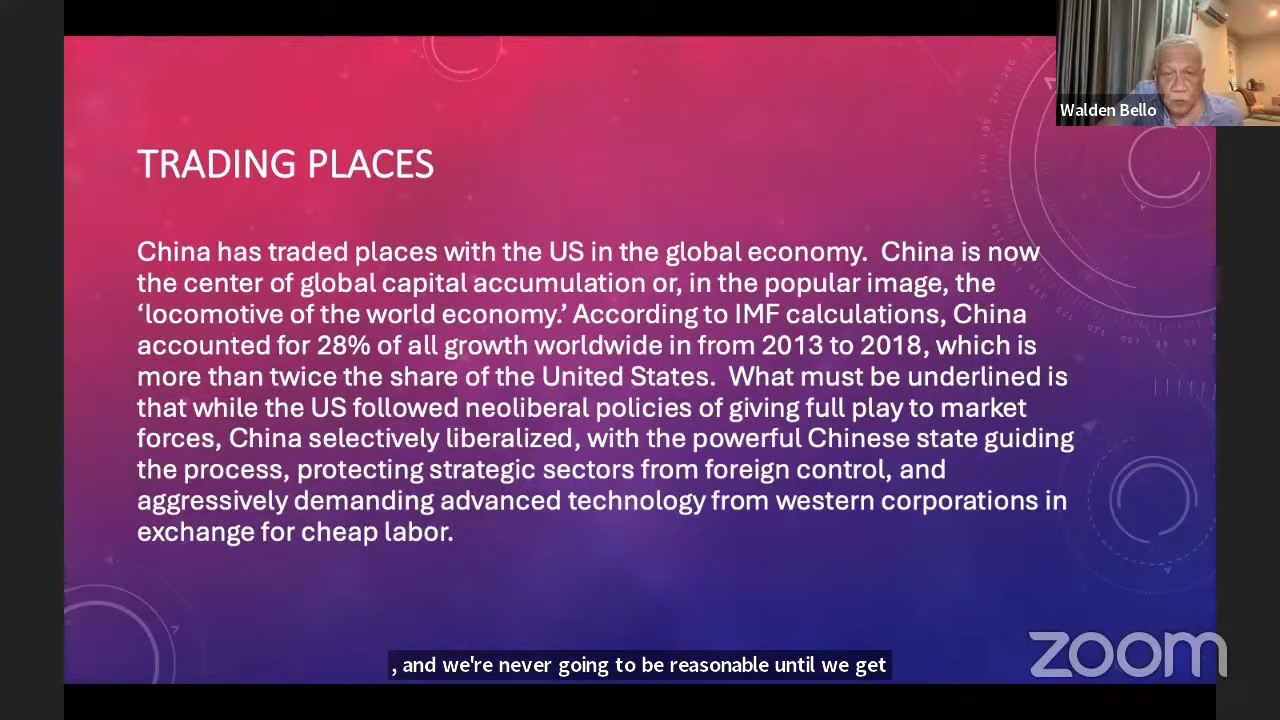 Walden Bello
TRADING PLACES
China has traded places with the US in the global economy.  China is now
the center of global capital accumulation or, in the popular image, the
‘locomotive of the world economy.’ According to IMF calculations, China
accounted for 28% of all growth worldwide in from 2013 to 2018, which is
more than twice the share of the United States.  What must be underlined is
that while the US followed neoliberal policies of giving full play to market
forces, China selectively liberalized, with the powerful Chinese state guiding
the process, protecting strategic sectors from foreign control, and
aggressively demanding advanced technology from western corporations in
exchange for cheap labor.
, and we're never going to be reasonable until we get
zoom